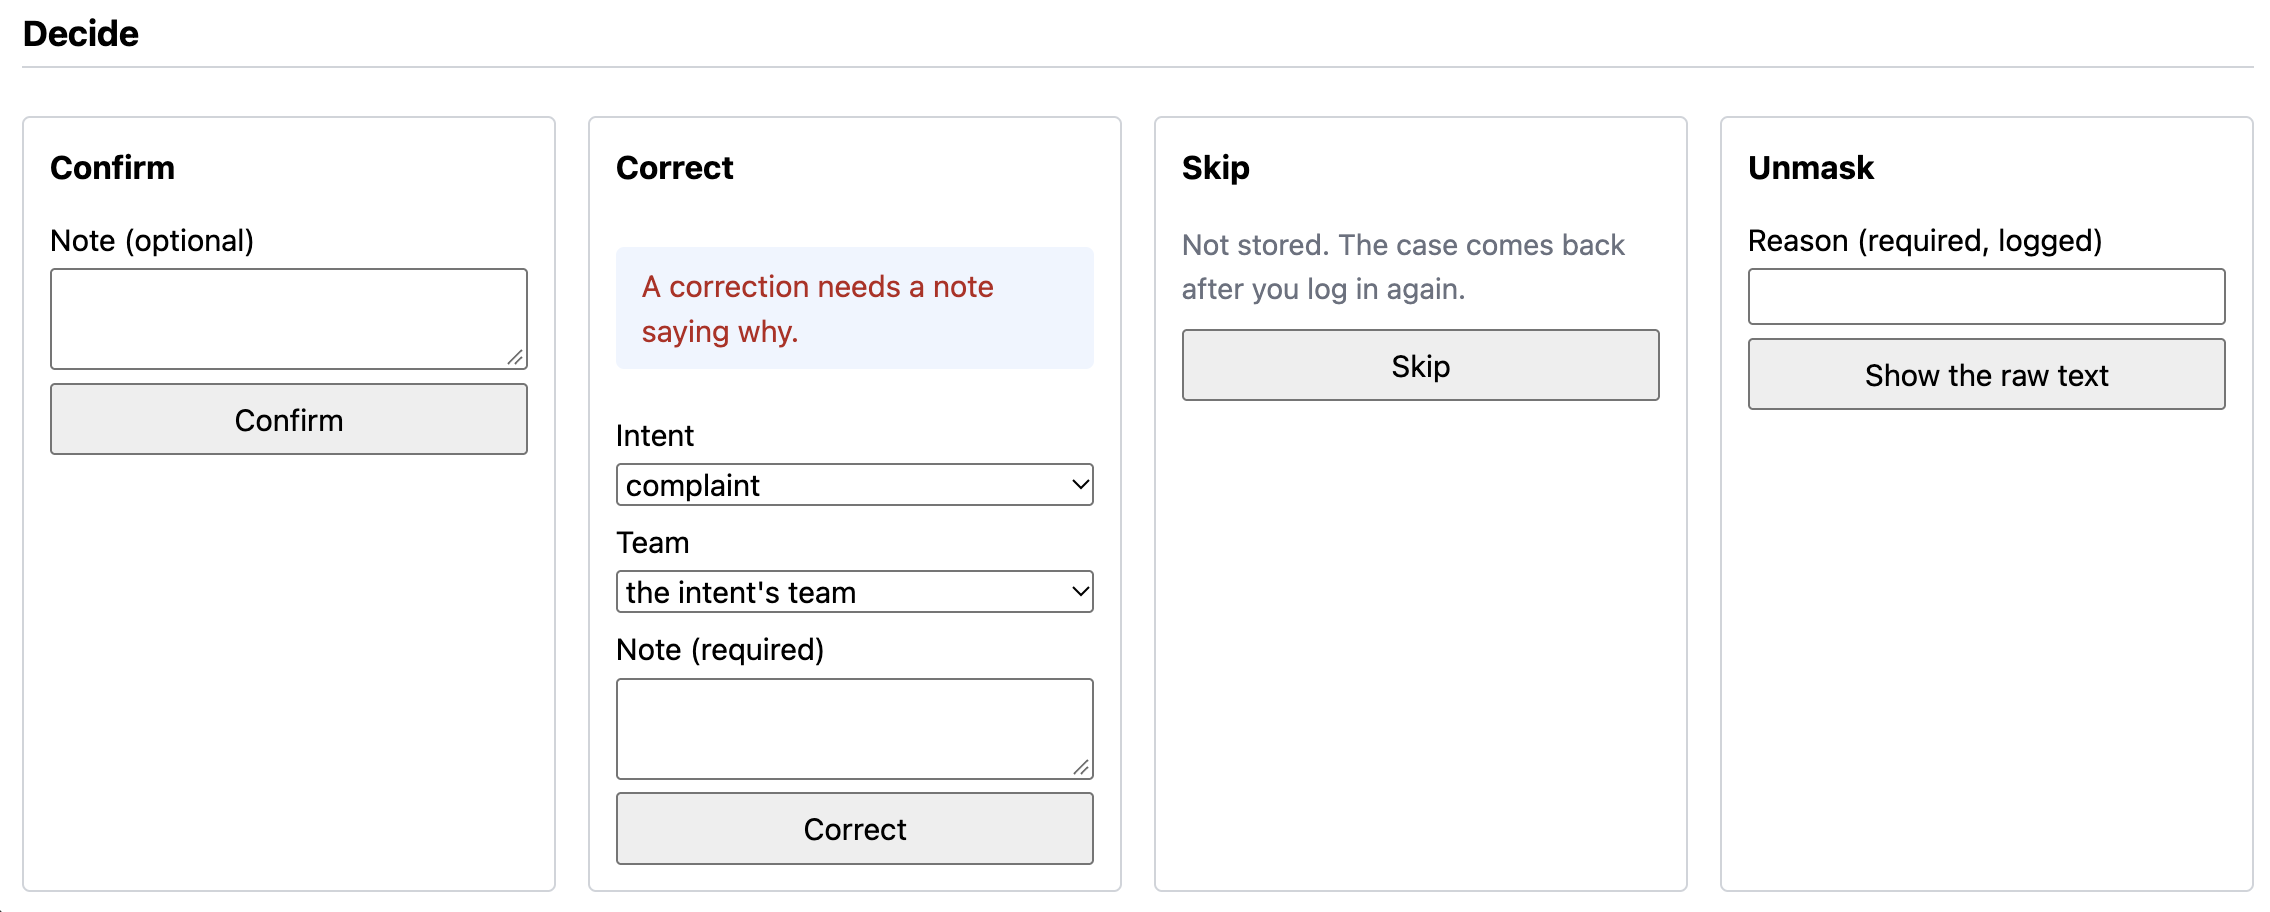 Decide
Confirm
Note (optional)
Confirm
Correct
A correction needs a note
saying why.
Intent
complaint
Team
the intent's team
Note (required)
Correct
Skip
Not stored. The case comes back
after you log in again.
Skip
Unmask
Reason (required, logged)
Show the raw text